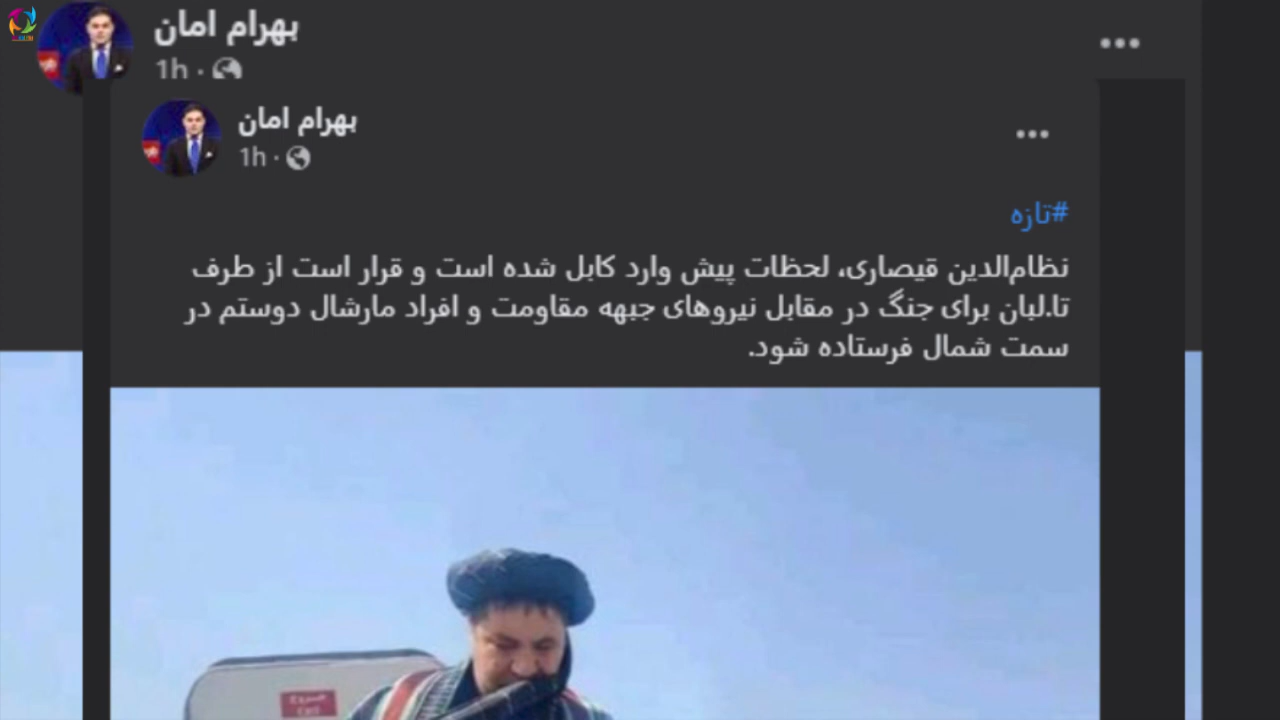 بهرام امان
1h ·
بهرام امان
1h ·
#تازه
نظام‌الدین قیصاری، لحظات پیش وارد کابل شده است و قرار است از طرف
تا.لبان برای جنگ در مقابل نیروهای جبهه مقاومت و افراد مارشال دوستم در
سمت شمال فرستاده شود.